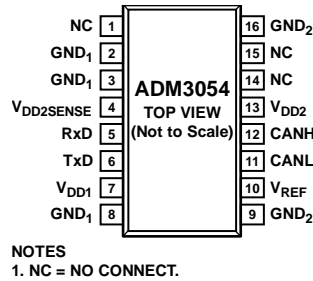 NC 1 16 GND2
GND1 2 15 NC
GND1 3 14 NC
ADM3054
VDD2SENSE 4 TOP VIEW 13 VDD2
RxD 5 (Not to Scale) 12 CANH
TxD 6 11 CANL
VDD1 7 10 VREF
GND1 8 9 GND2
NOTES
1. NC = NO CONNECT.